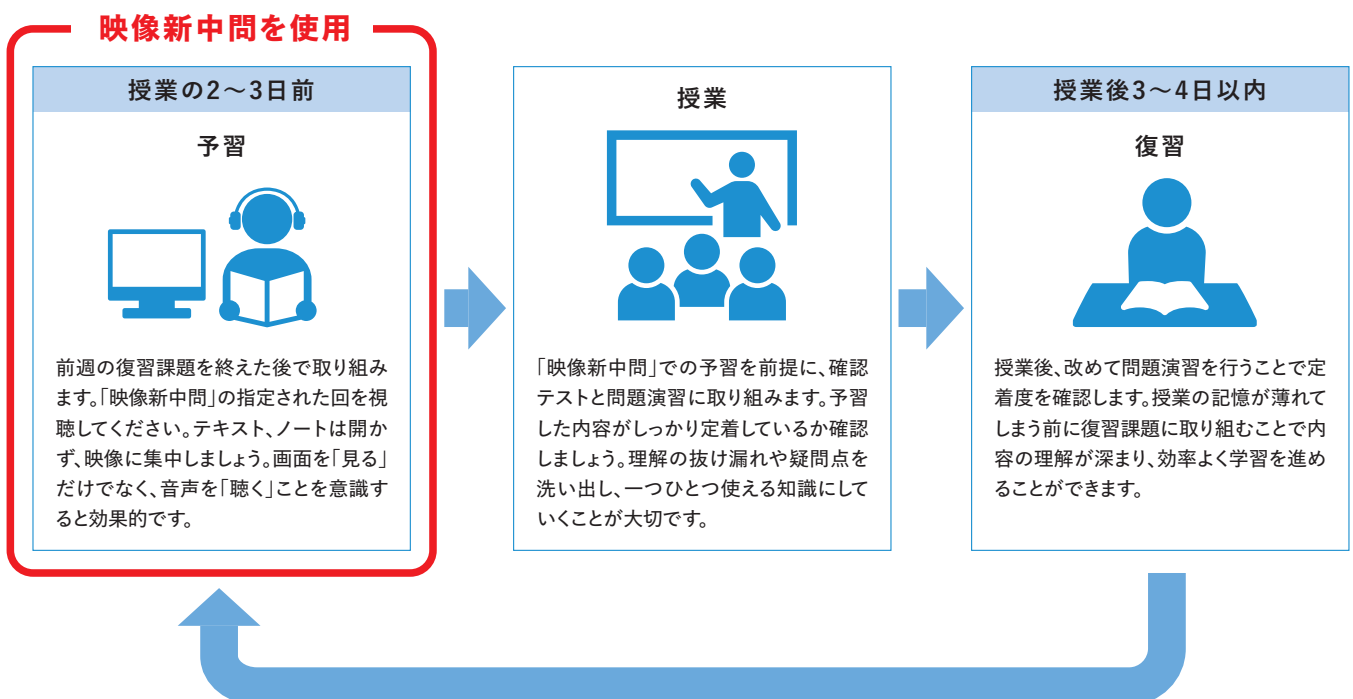 映像新中問を使用
授業の2～3日前
予習
前週の復習課題を終えた後で取り組み
ます。「映像新中問」の指定された回を視
聴してください。テキスト、ノートは開か
ず、映像に集中しましょう。画面を「見る」
だけでなく、音声を「聴く」ことを意識す
ると効果的です。
授業
「映像新中問」での予習を前提に、確認
テストと問題演習に取り組みます。予習
した内容がしっかり定着しているか確認
しましょう。理解の抜け漏れや疑問点を
洗い出し、一つひとつ使える知識にして
いくことが大切です。
授業後3～4日以内
復習
授業後、改めて問題演習を行うことで定
着度を確認します。授業の記憶が薄れて
しまう前に復習課題に取り組むことで内
容の理解が深まり、効率よく学習を進め
ることができます。